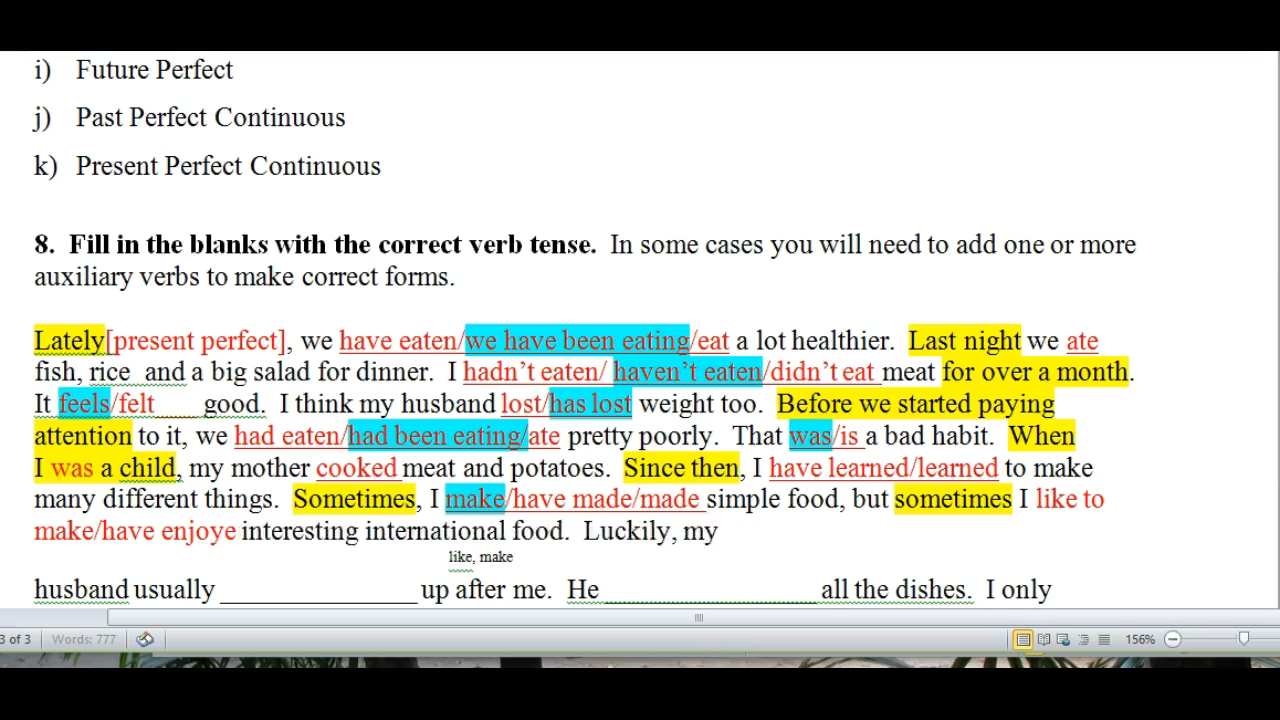 i) Future Perfect
j) Past Perfect Continuous
k) Present Perfect Continuous
8. Fill in the blanks with the correct verb tense. In some cases you will need to add one or more
auxiliary verbs to make correct forms.
Lately[present perfect], we have eaten/we have been eating/eat a lot healthier. Last night we ate
fish, rice and a big salad for dinner. I hadn't eaten/ haven't eaten/didn't eat meat for over a month.
It feels/felt____good. I think my husband lost/has lost weight too. Before we started paying
attention to it, we had eaten/had been eating/ate pretty poorly. That was/is a bad habit. When
I was a child, my mother cooked meat and potatoes. Since then, I have learned/learned to make
many different things. Sometimes, I make/have made/made simple food, but sometimes I like to
make/have enjoye interesting international food. Luckily, my
like, make
husband usually _________________ up after me. He __________________ all the dishes. I only
3 of 3 Words: 777 156%